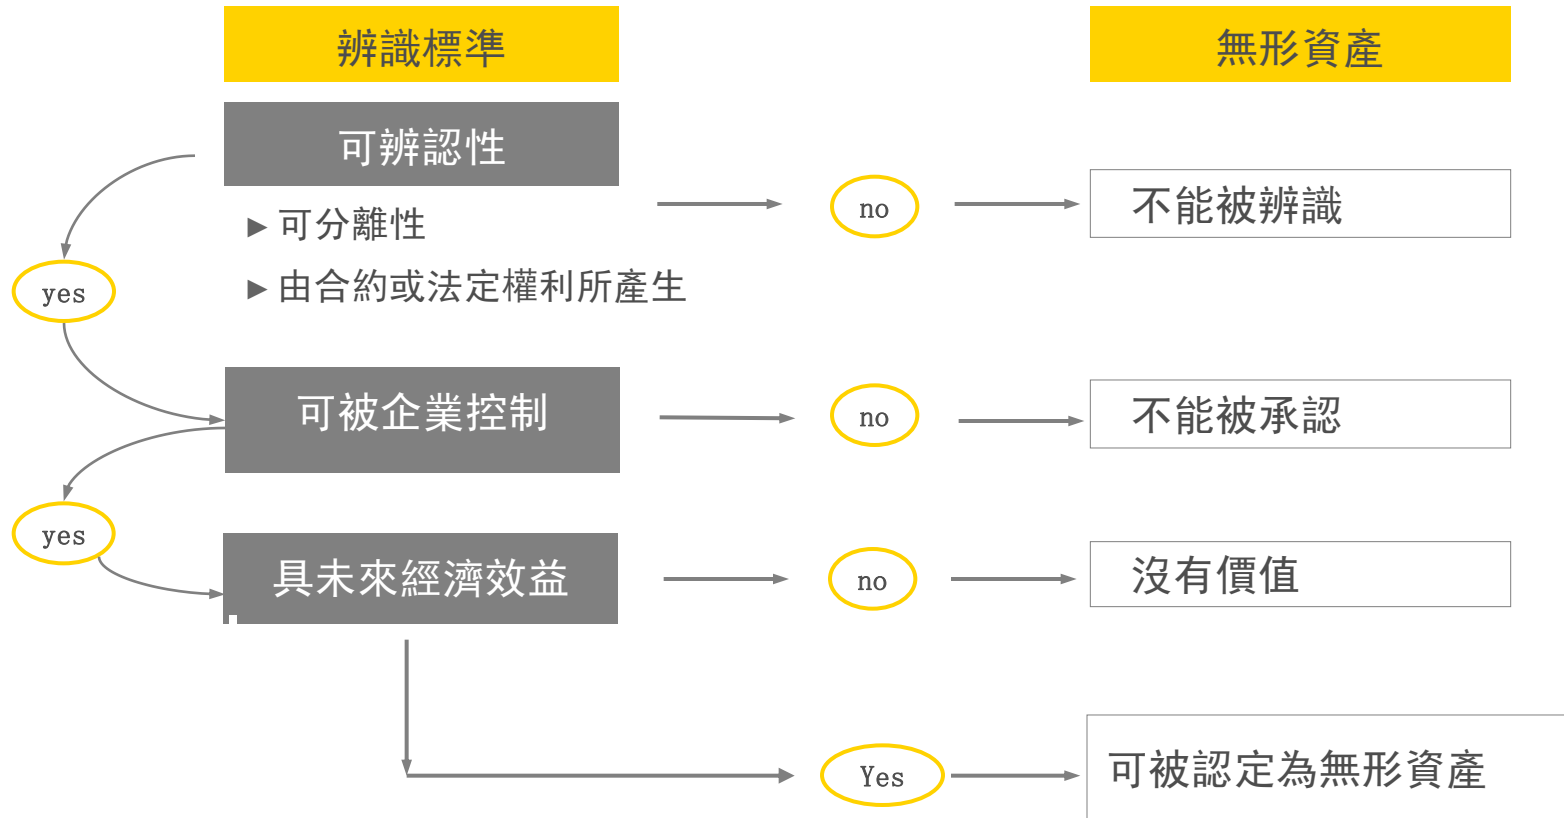 辨識標準
無形資產
可辨認性
►可分離性
►由合約或法定權利所產生
no
不能被辨識
yes
可被企業控制
no
不能被承認
yes
具未來經濟效益
no
沒有價值
Yes
可被認定為無形資產